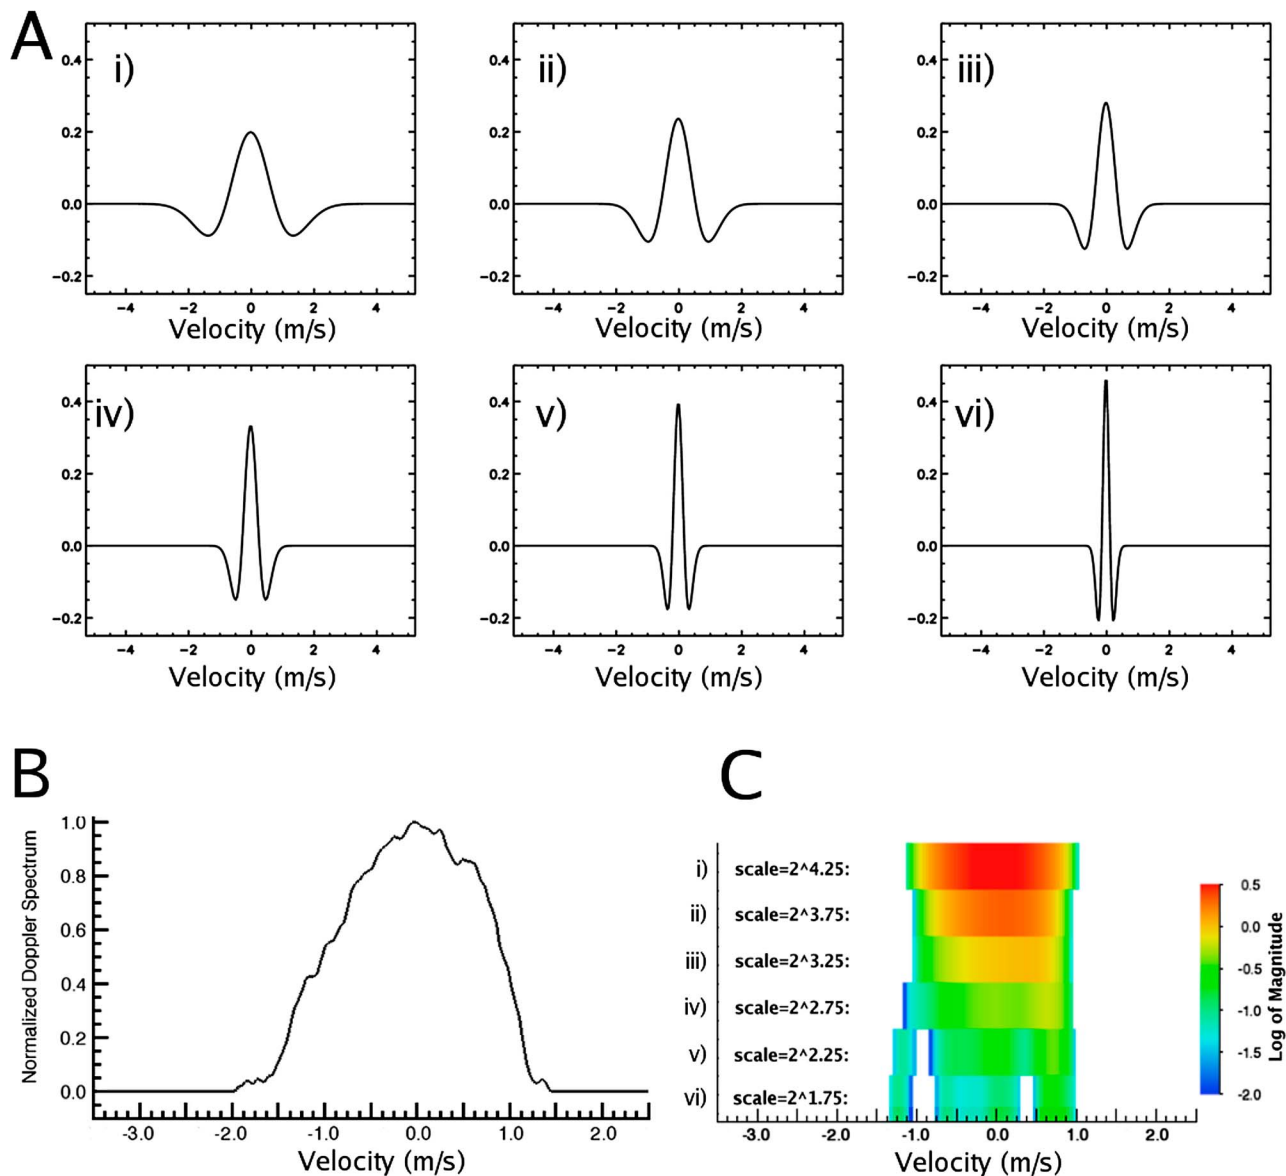 A
i)
0.4
0.2
0.0
-0.2
-4 -2 0 2 4
Velocity (m/s)
ii)
0.4
0.2
0.0
-0.2
-4 -2 0 2 4
Velocity (m/s)
iii)
0.4
0.2
0.0
-0.2
-4 -2 0 2 4
Velocity (m/s)
iv)
0.4
0.2
0.0
-0.2
-4 -2 0 2 4
Velocity (m/s)
v)
0.4
0.2
0.0
-0.2
-4 -2 0 2 4
Velocity (m/s)
vi)
0.4
0.2
0.0
-0.2
-4 -2 0 2 4
Velocity (m/s)
B
Normalized Doppler Spectrum
1.0
0.8
0.6
0.4
0.2
0.0
-3.0 -2.0 -1.0 0.0 1.0 2.0
Velocity (m/s)
C
i) scale=2^4.25:
ii) scale=2^3.75:
iii) scale=2^3.25:
iv) scale=2^2.75:
v) scale=2^2.25:
vi) scale=2^1.75:
-3.0 -2.0 -1.0 0.0 1.0 2.0
Velocity (m/s)
0.5
0.0
-0.5
-1.0
-1.5
-2.0
Log of Magnitude